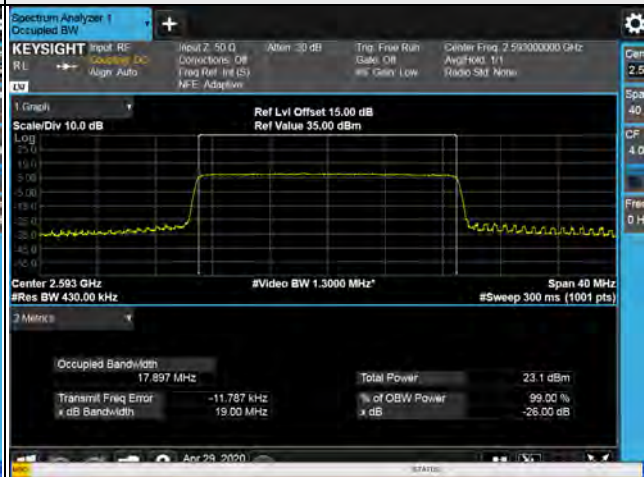 Spectrum Analyzer 1
Occupied BW
KEYSIGHT
RL
Input: RF
Coupling: DC
Align: Auto
Input Z: 50 Ω
Corrections: Off
Freq Ref: Int (S)
NFE: Adaptive
Atten: 30 dB
Trig: Free Run
Gate: Off
#IF Gain: Low
Center Freq: 2.593000000 GHz
Avg|Hold: 1/1
Radio Std: None
1 Graph
Scale/Div 10.0 dB
Ref Lvl Offset 15.00 dB
Ref Value 35.00 dBm
Log
Center 2.593 GHz
#Res BW 430.00 kHz
#Video BW 1.3000 MHz*
Span 40 MHz
#Sweep 300 ms (1001 pts)
2 Metrics
Occupied Bandwidth
17.897 MHz
Total Power 23.1 dBm
Transmit Freq Error -11.787 kHz
% of OBW Power 99.00 %
x dB Bandwidth 19.00 MHz
x dB -26.00 dB
Apr 29, 2020
STATUS
CF
0 H